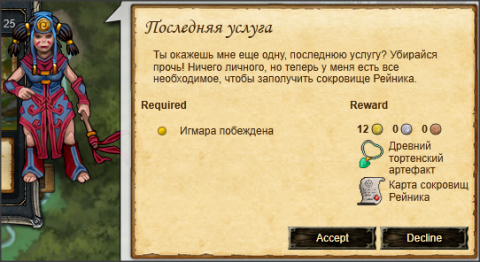 25
Последняя услуга
Ты окажешь мне еще одну, последнюю услугу? Убирайся
прочь! Ничего личного, но теперь у меня есть все
необходимое, чтобы заполучить сокровище Рейника.
Required
Reward
Игмара побеждена
12 0 0
Древний
тортенский
артефакт
Карта сокровищ
Рейника
Accept
Decline